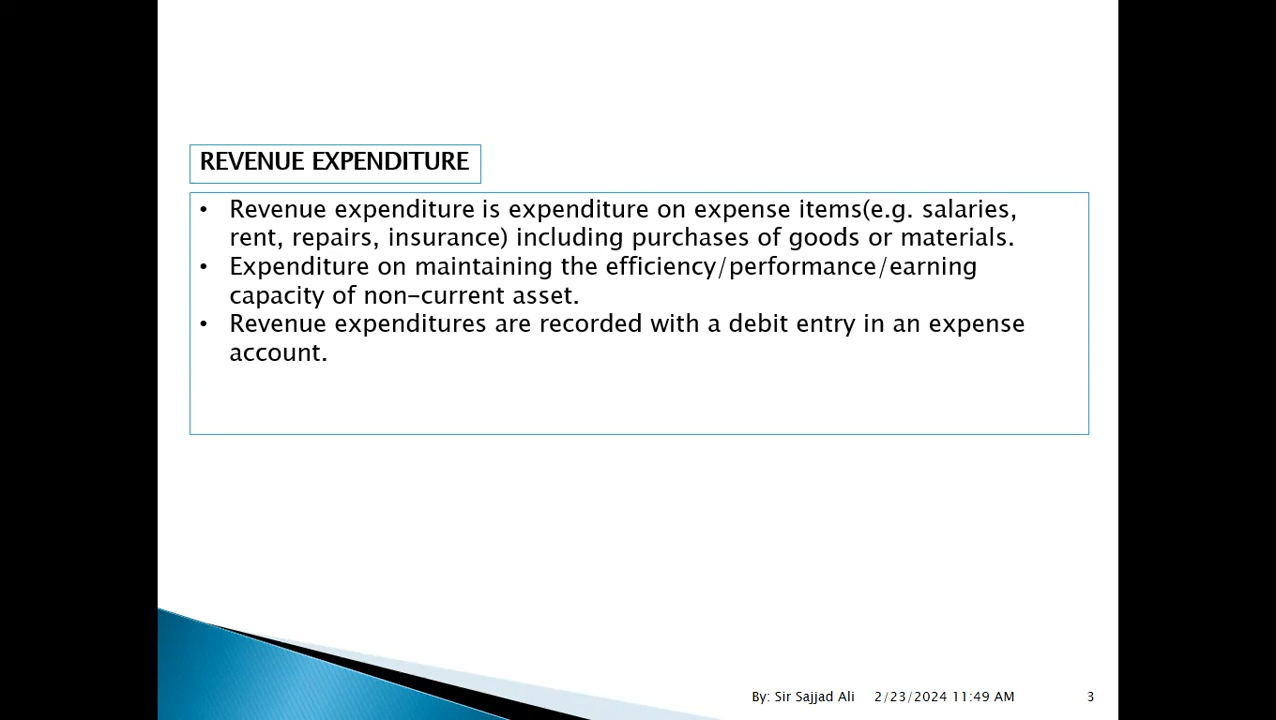 REVENUE EXPENDITURE
• Revenue expenditure is expenditure on expense items(e.g. salaries,
rent, repairs, insurance) including purchases of goods or materials.
• Expenditure on maintaining the efficiency/performance/earning
capacity of non-current asset.
• Revenue expenditures are recorded with a debit entry in an expense
account.
By: Sir Sajjad Ali 2/23/2024 11:49 AM 3